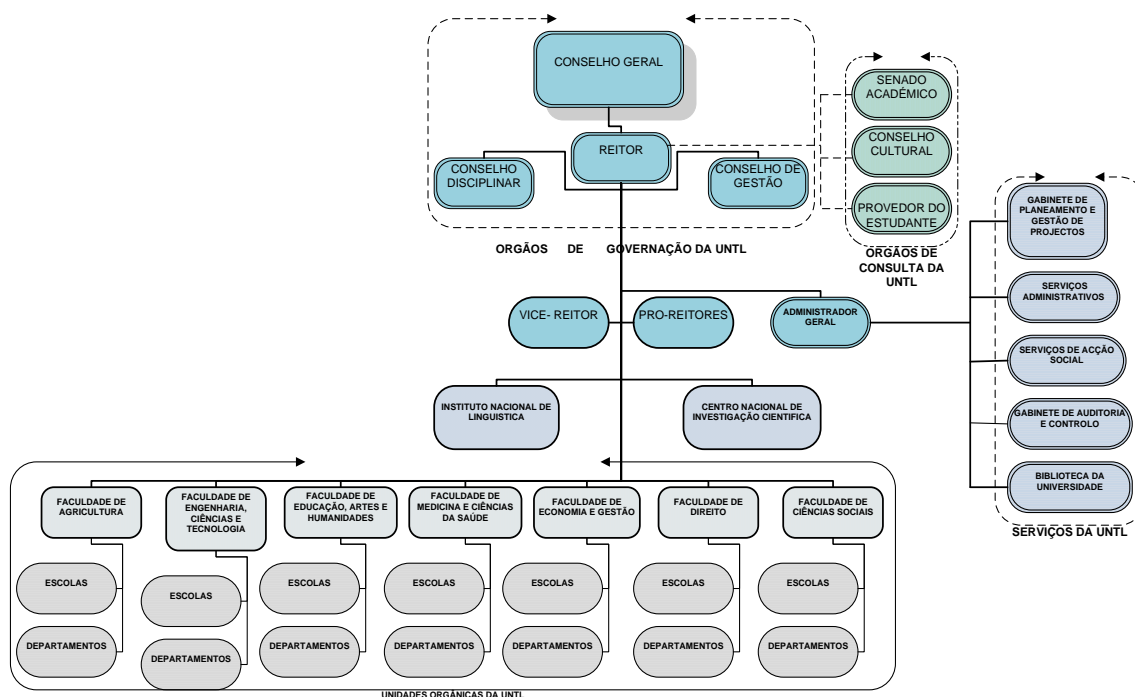 CONSELHO GERAL
SENADO
ACADÉMICO
CONSELHO
CULTURAL
PROVEDOR DO
ESTUDANTE
REITOR
CONSELHO
DISCIPLINAR
CONSELHO DE
GESTÃO
ORGÃOS DE GOVERNAÇÃO DA UNTL
ORGÃOS DE
CONSULTA DA
UNTL
GABINETE DE
PLANEAMENTO E
GESTÃO DE
PROJECTOS
SERVIÇOS
ADMINISTRATIVOS
SERVIÇOS DE ACÇÃO
SOCIAL
GABINETE DE AUDITORIA
E CONTROLO
BIBLIOTECA DA
UNIVERSIDADE
SERVIÇOS DA UNTL
VICE- REITOR
PRO-REITORES
ADMINISTRADOR
GERAL
INSTITUTO NACIONAL DE
LINGUISTICA
CENTRO NACIONAL DE
INVESTIGAÇÃO CIENTIFICA
FACULDADE DE
AGRICULTURA
FACULDADE DE
ENGENHARIA,
CIÊNCIAS E
TECNOLOGIA
FACULDADE DE
EDUCAÇÃO, ARTES E
HUMANIDADES
FACULDADE DE
MEDICINA E CIÊNCIAS
DA SAÚDE
FACULDADE DE
ECONOMIA E GESTÃO
FACULDADE DE
DIREITO
FACULDADE DE
CIÊNCIAS SOCIAIS
ESCOLAS
ESCOLAS
ESCOLAS
ESCOLAS
ESCOLAS
ESCOLAS
ESCOLAS
DEPARTAMENTOS
DEPARTAMENTOS
DEPARTAMENTOS
DEPARTAMENTOS
DEPARTAMENTOS
DEPARTAMENTOS
DEPARTAMENTOS
UNIDADES ORGÂNICAS DA UNTL